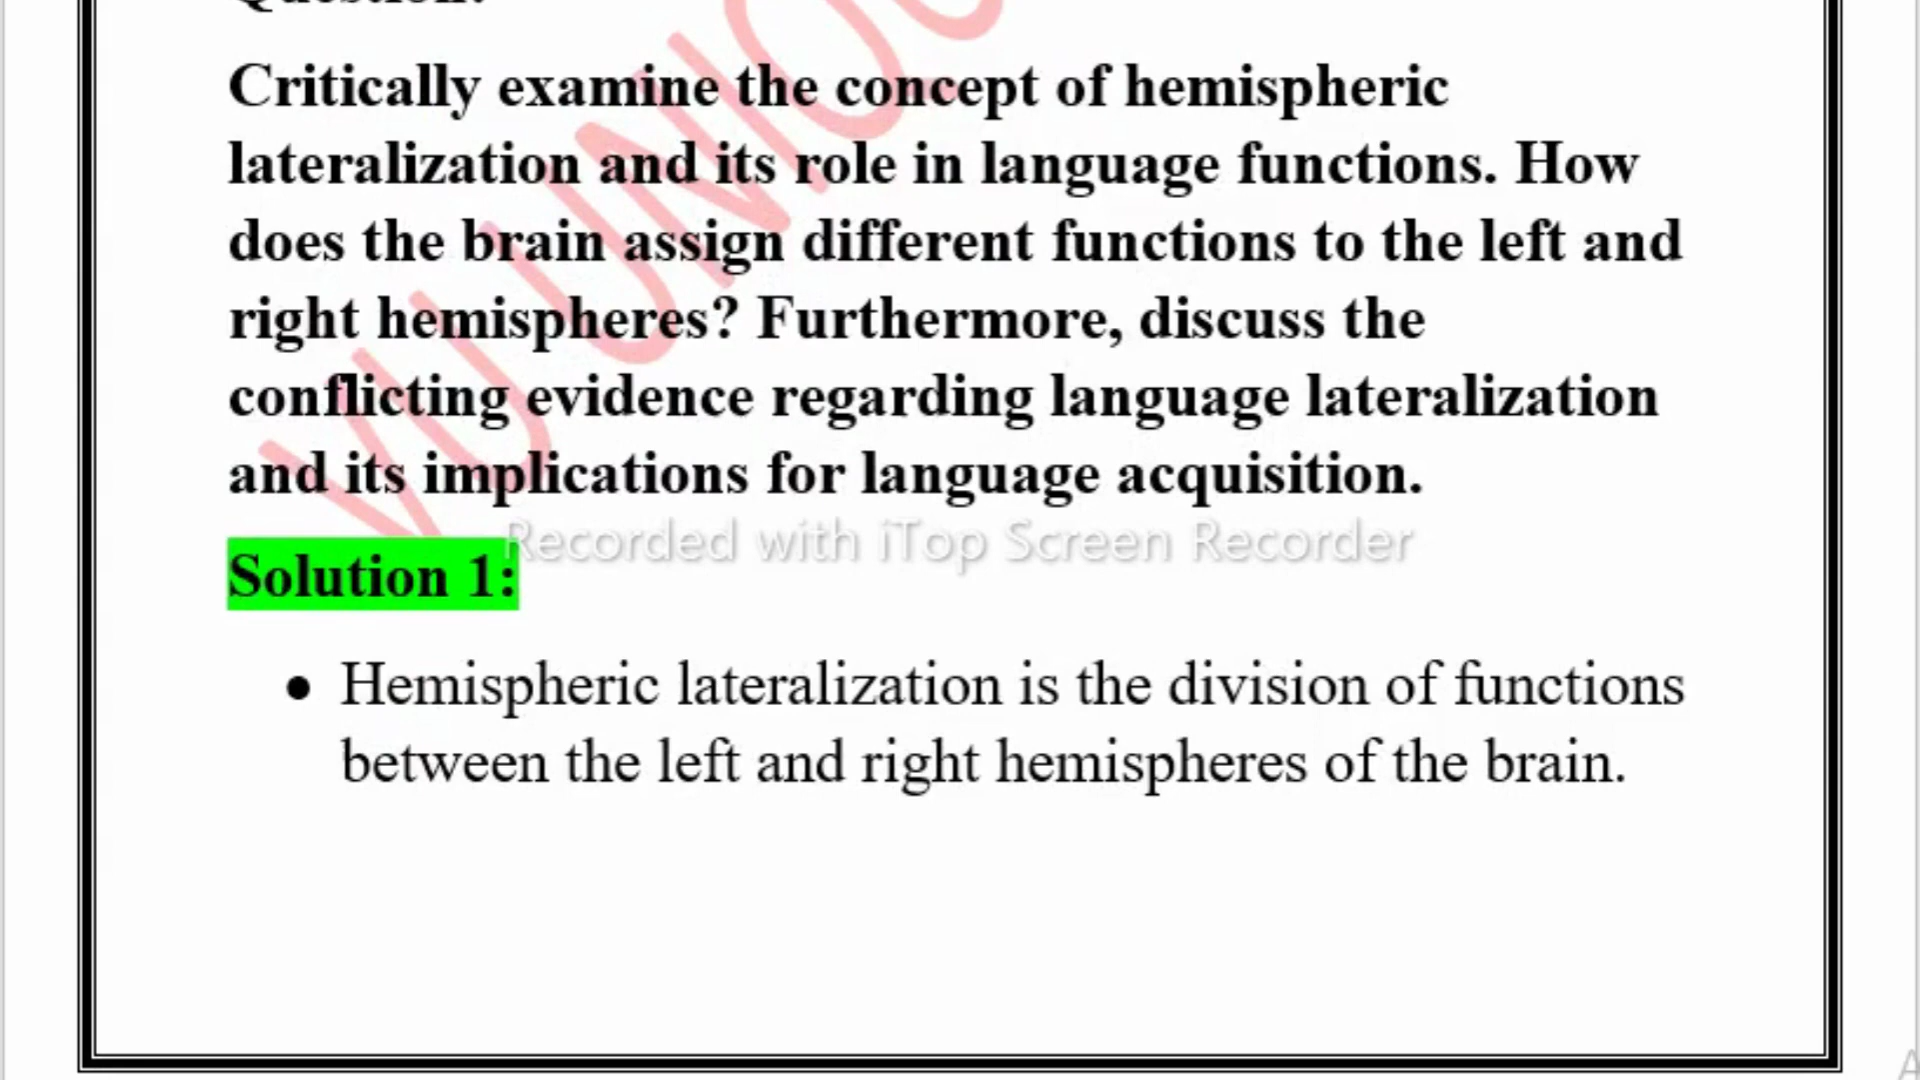 Question:
Critically examine the concept of hemispheric
lateralization and its role in language functions. How
does the brain assign different functions to the left and
right hemispheres? Furthermore, discuss the
conflicting evidence regarding language lateralization
and its implications for language acquisition.
Recorded with iTop Screen Recorder
Solution 1:
● Hemispheric lateralization is the division of functions
between the left and right hemispheres of the brain.
VU